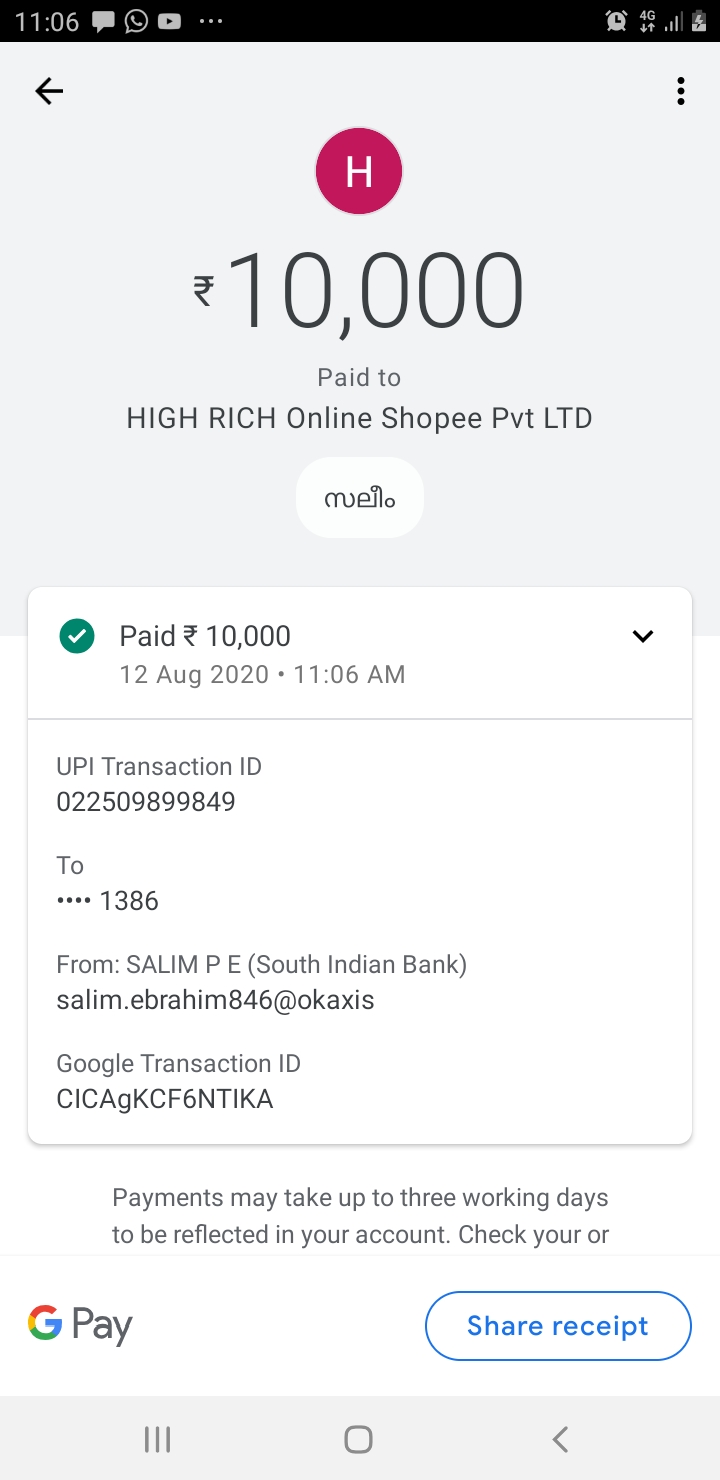 11:06
4G
H
₹10,000
Paid to
HIGH RICH Online Shopee Pvt LTD
സലീം
Paid ₹ 10,000
12 Aug 2020 • 11:06 AM
UPI Transaction ID
022509899849
To
•••• 1386
From: SALIM P E (South Indian Bank)
salim.ebrahim846@okaxis
Google Transaction ID
CICAgKCF6NTIKA
Payments may take up to three working days
to be reflected in your account. Check your or
G Pay
Share receipt